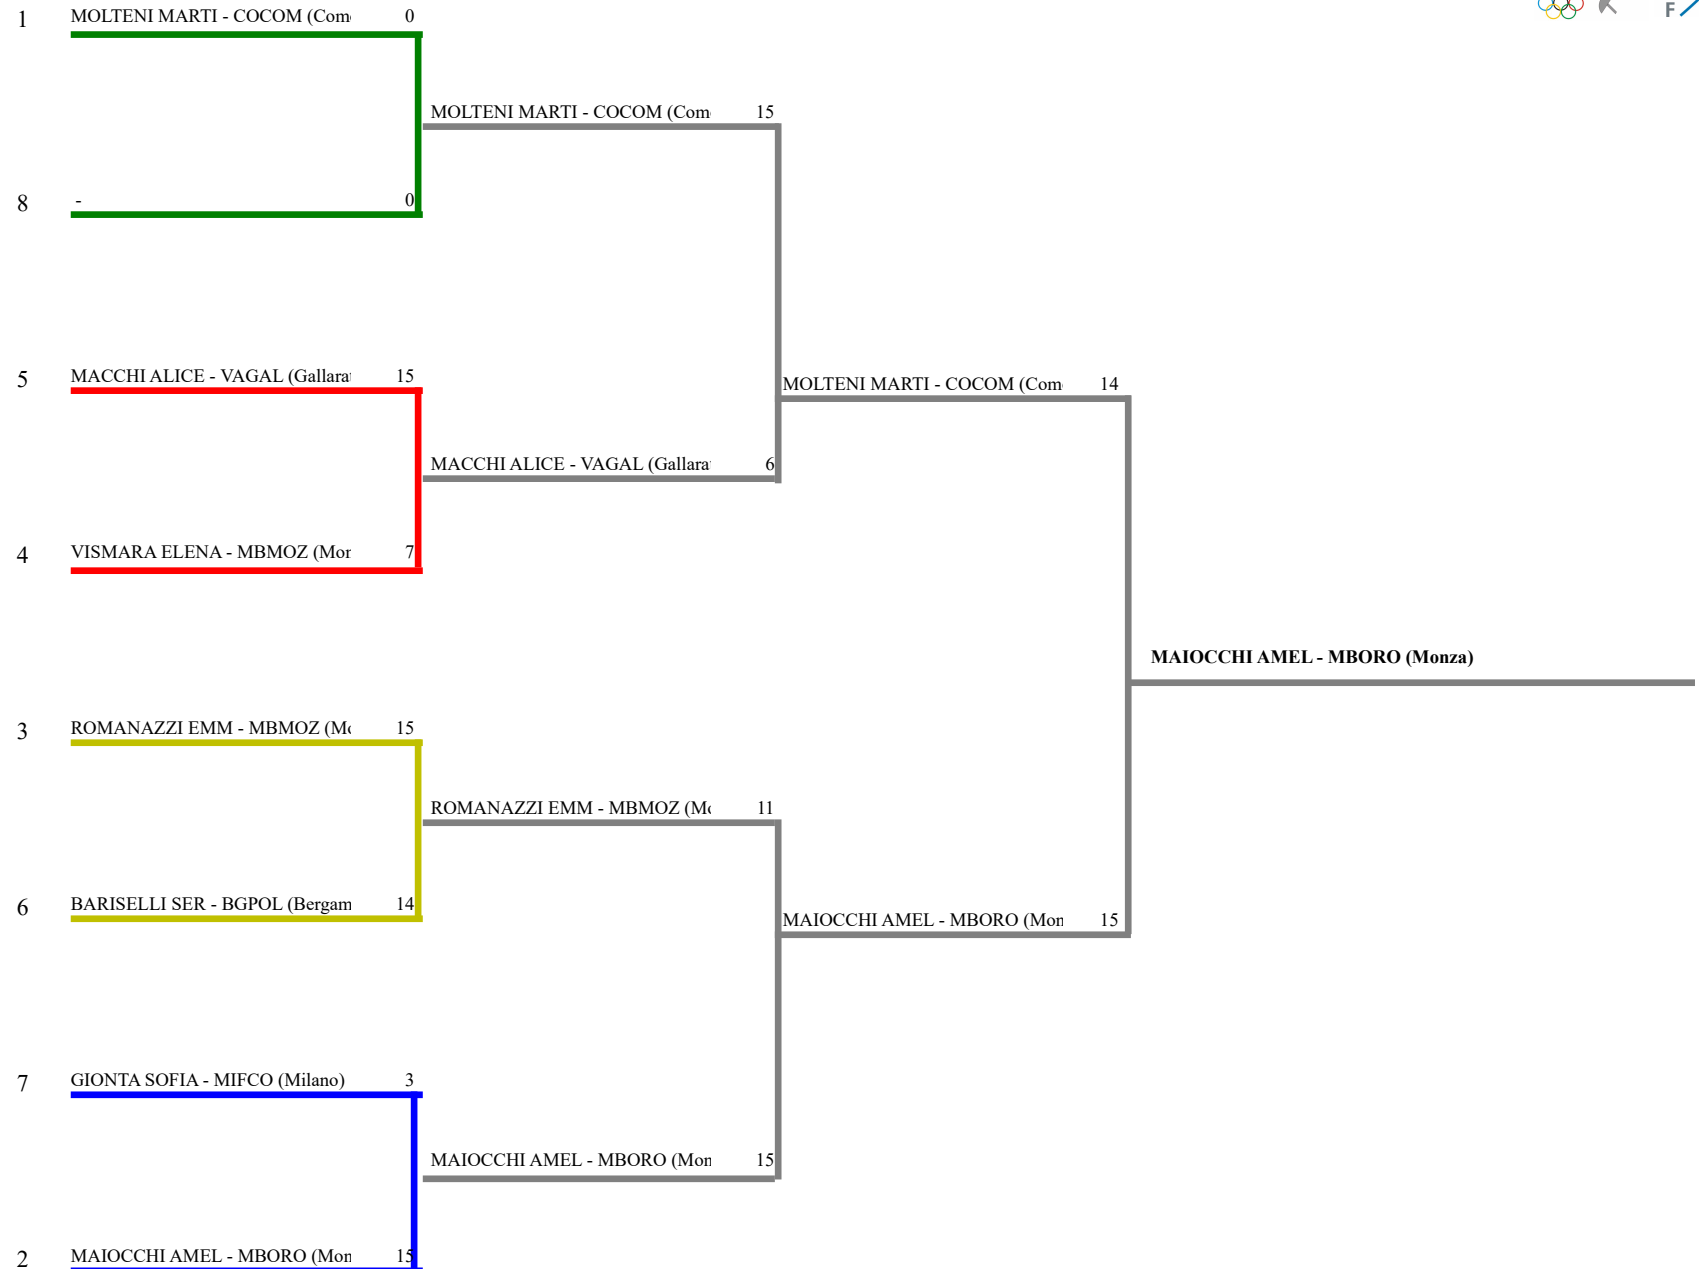 1 MOLTENI MARTI - COCOM (Com 0
F
MOLTENI MARTI - COCOM (Com 15
8 - 0
5 MACCHI ALICE - VAGAL (Gallara 15
MOLTENI MARTI - COCOM (Com 14
MACCHI ALICE - VAGAL (Gallara 6
4 VISMARA ELENA - MBMOZ (Mon 7
MAIOCCHI AMEL - MBORO (Monza)
3 ROMANAZZI EMM - MBMOZ (Mo 15
ROMANAZZI EMM - MBMOZ (Mo 11
6 BARISELLI SER - BGPOL (Bergam 14
MAIOCCHI AMEL - MBORO (Mon 15
7 GIONTA SOFIA - MIFCO (Milano) 3
MAIOCCHI AMEL - MBORO (Mon 15
2 MAIOCCHI AMEL - MBORO (Mon 15